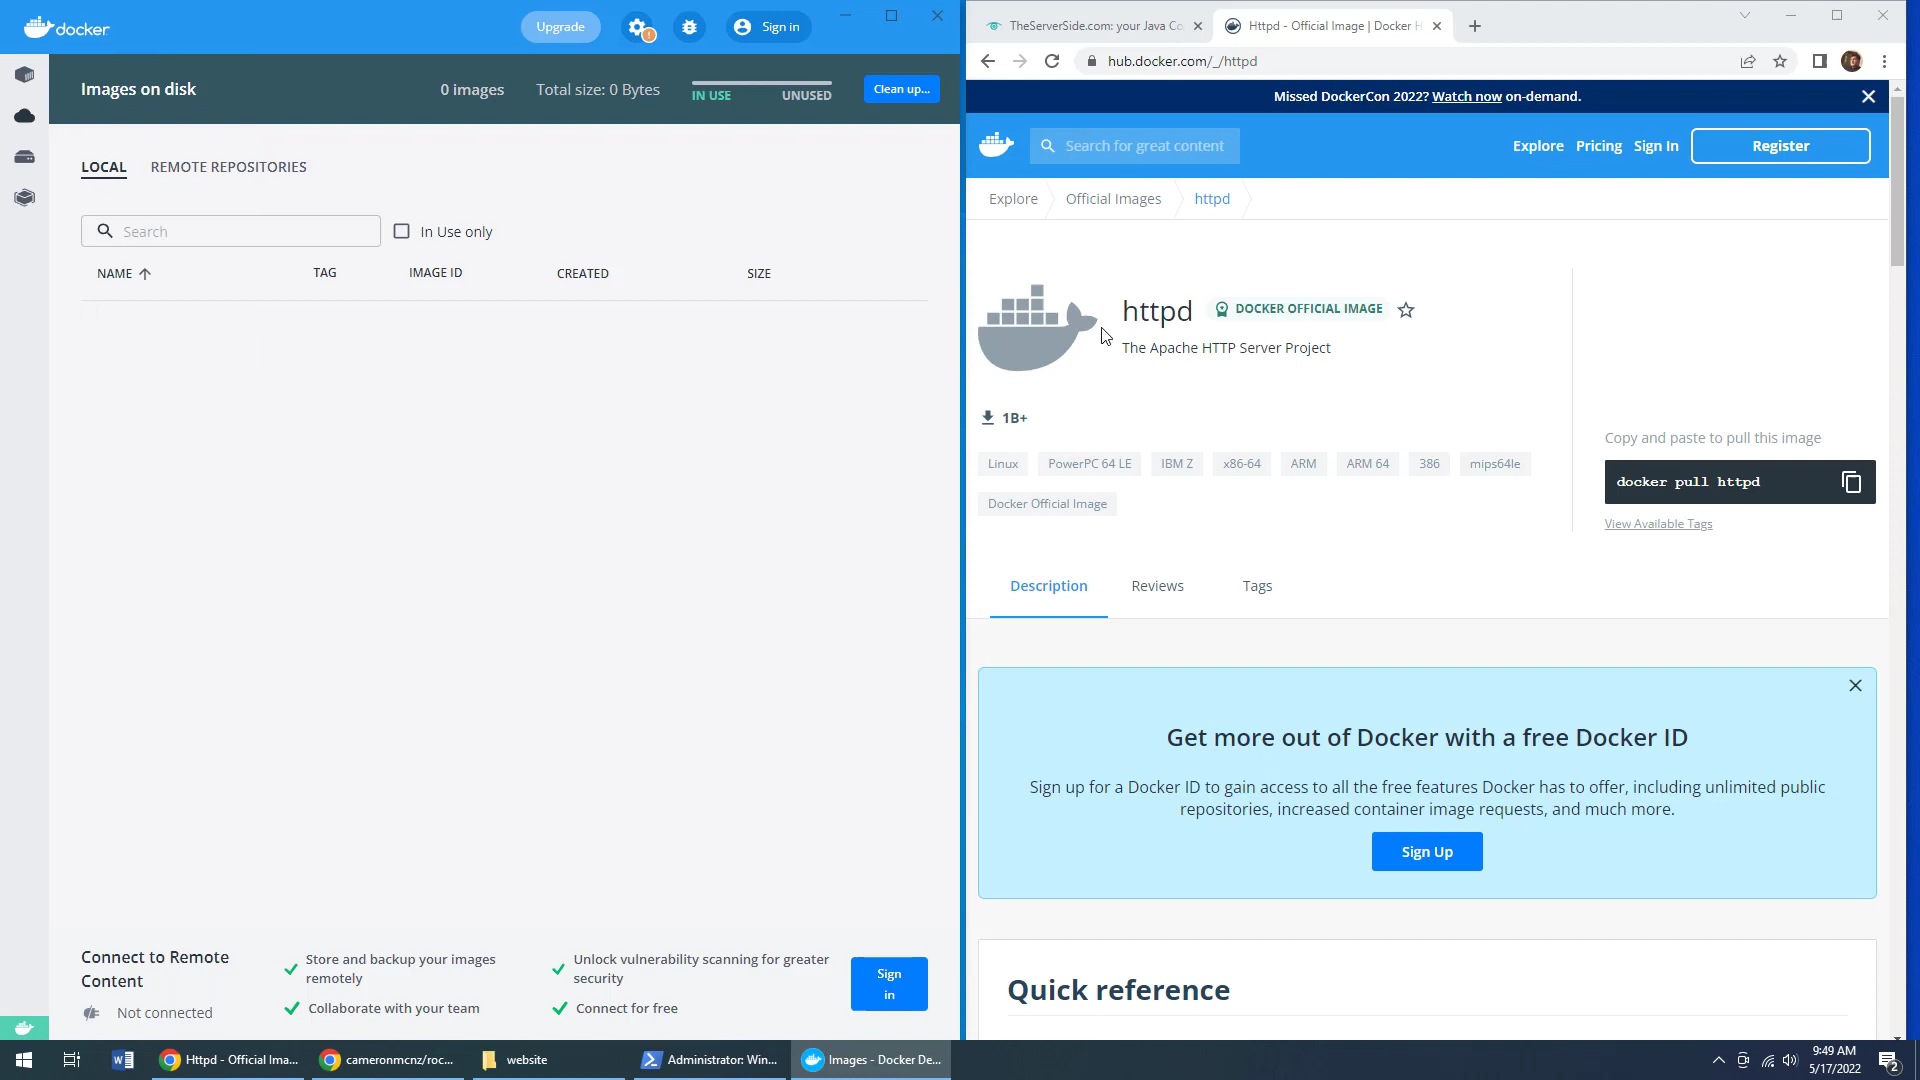 docker
Upgrade
Sign in
Images on disk
0 images
Total size: 0 Bytes
IN USE
UNUSED
Clean up...
LOCAL
REMOTE REPOSITORIES
Search
In Use only
NAME
TAG
IMAGE ID
CREATED
SIZE
Connect to Remote
Content
Not connected
Store and backup your images
remotely
Collaborate with your team
Unlock vulnerability scanning for greater
security
Connect for free
Sign
in
TheServerSide.com: your Java Co
Httpd - Official Image | Docker H
hub.docker.com/_/httpd
Missed DockerCon 2022? Watch now on-demand.
Search for great content
Explore
Pricing
Sign In
Register
Explore
Official Images
httpd
httpd
DOCKER OFFICIAL IMAGE
The Apache HTTP Server Project
1B+
Linux
PowerPC 64 LE
IBM Z
x86-64
ARM
ARM 64
386
mips64le
Docker Official Image
Copy and paste to pull this image
docker pull httpd
View Available Tags
Description
Reviews
Tags
Get more out of Docker with a free Docker ID
Sign up for a Docker ID to gain access to all the free features Docker has to offer, including unlimited public
repositories, increased container image requests, and much more.
Sign Up
Quick reference
Httpd - Official Ima...
cameronmcnz/roc...
website
Administrator: Win...
Images - Docker De...
9:49 AM
5/17/2022
2